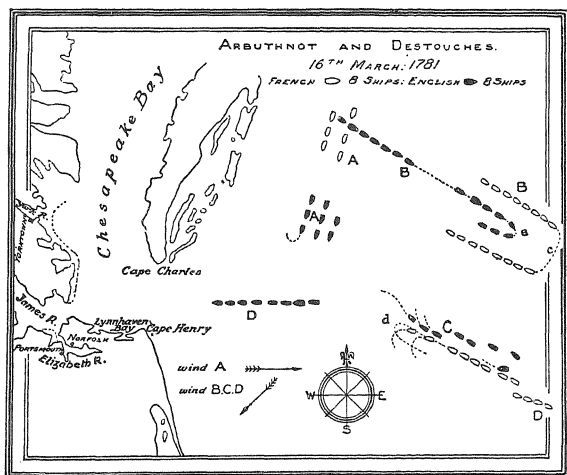 ARBUTHNOT AND DESTOUCHES.
16TH MARCH: 1781
FRENCH 8 SHIPS: ENGLISH 8 SHIPS
Chesapeake Bay
A
B
B
A
a
c
YORKTOWN
Cape Charles
James R.
Lynnhaven
Bay
Cape Henry
NORFOLK
PORTSMOUTH
Elizabeth R.
D
d
C
D
wind A
wind B.C.D
N
W
E
S